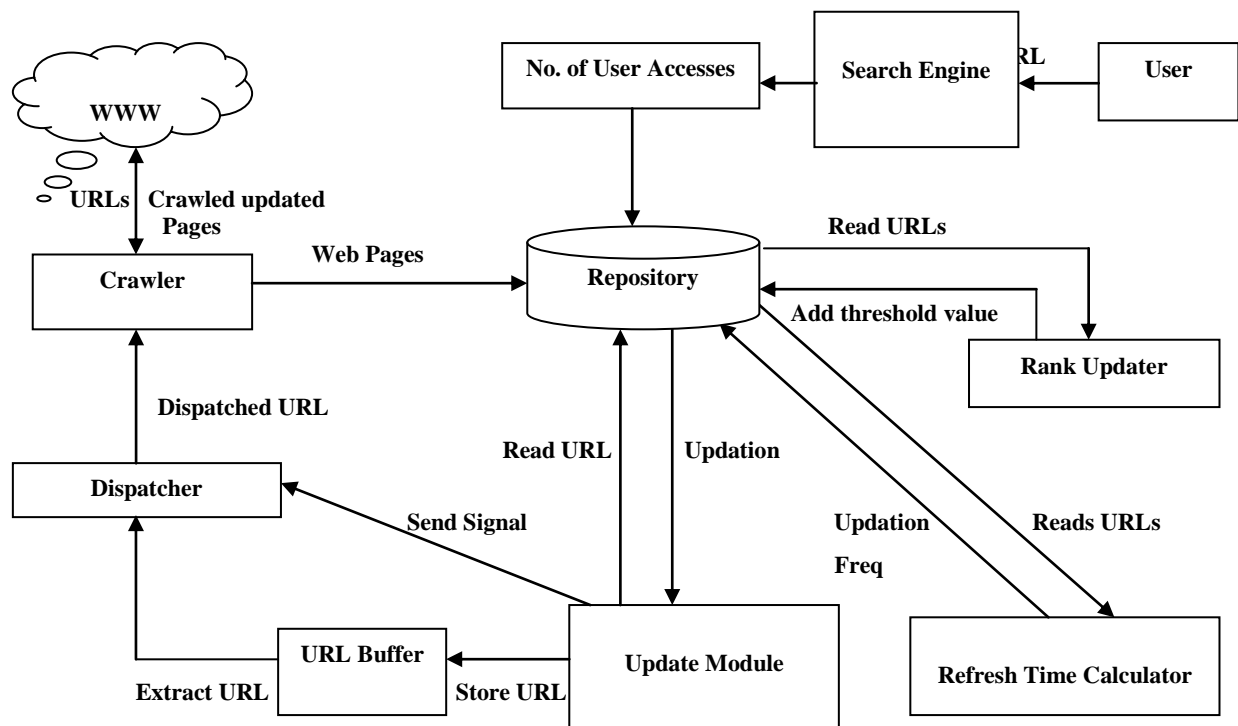 No. of User Accesses
Search Engine
User
WWW
URLs
Crawled updated
Pages
Crawler
Web Pages
Repository
Read URLs
Add threshold value
Rank Updater
Dispatched URL
Read URL
Updation
Dispatcher
Send Signal
Updation
Freq
Reads URLs
URL Buffer
Update Module
Refresh Time Calculator
Extract URL
Store URL